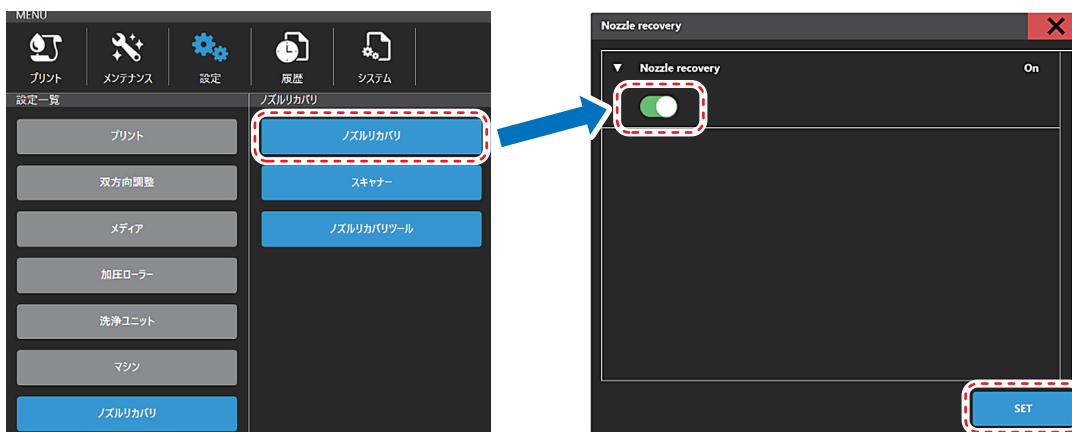 MENU
プリント
メンテナンス
設定
履歴
システム
設定一覧
ノズルリカバリ
プリント
双方向調整
メディア
加圧ローラー
洗浄ユニット
マシン
ノズルリカバリ
ノズルリカバリ
スキャナー
ノズルリカバリツール
Nozzle recovery
▼ Nozzle recovery On
SET